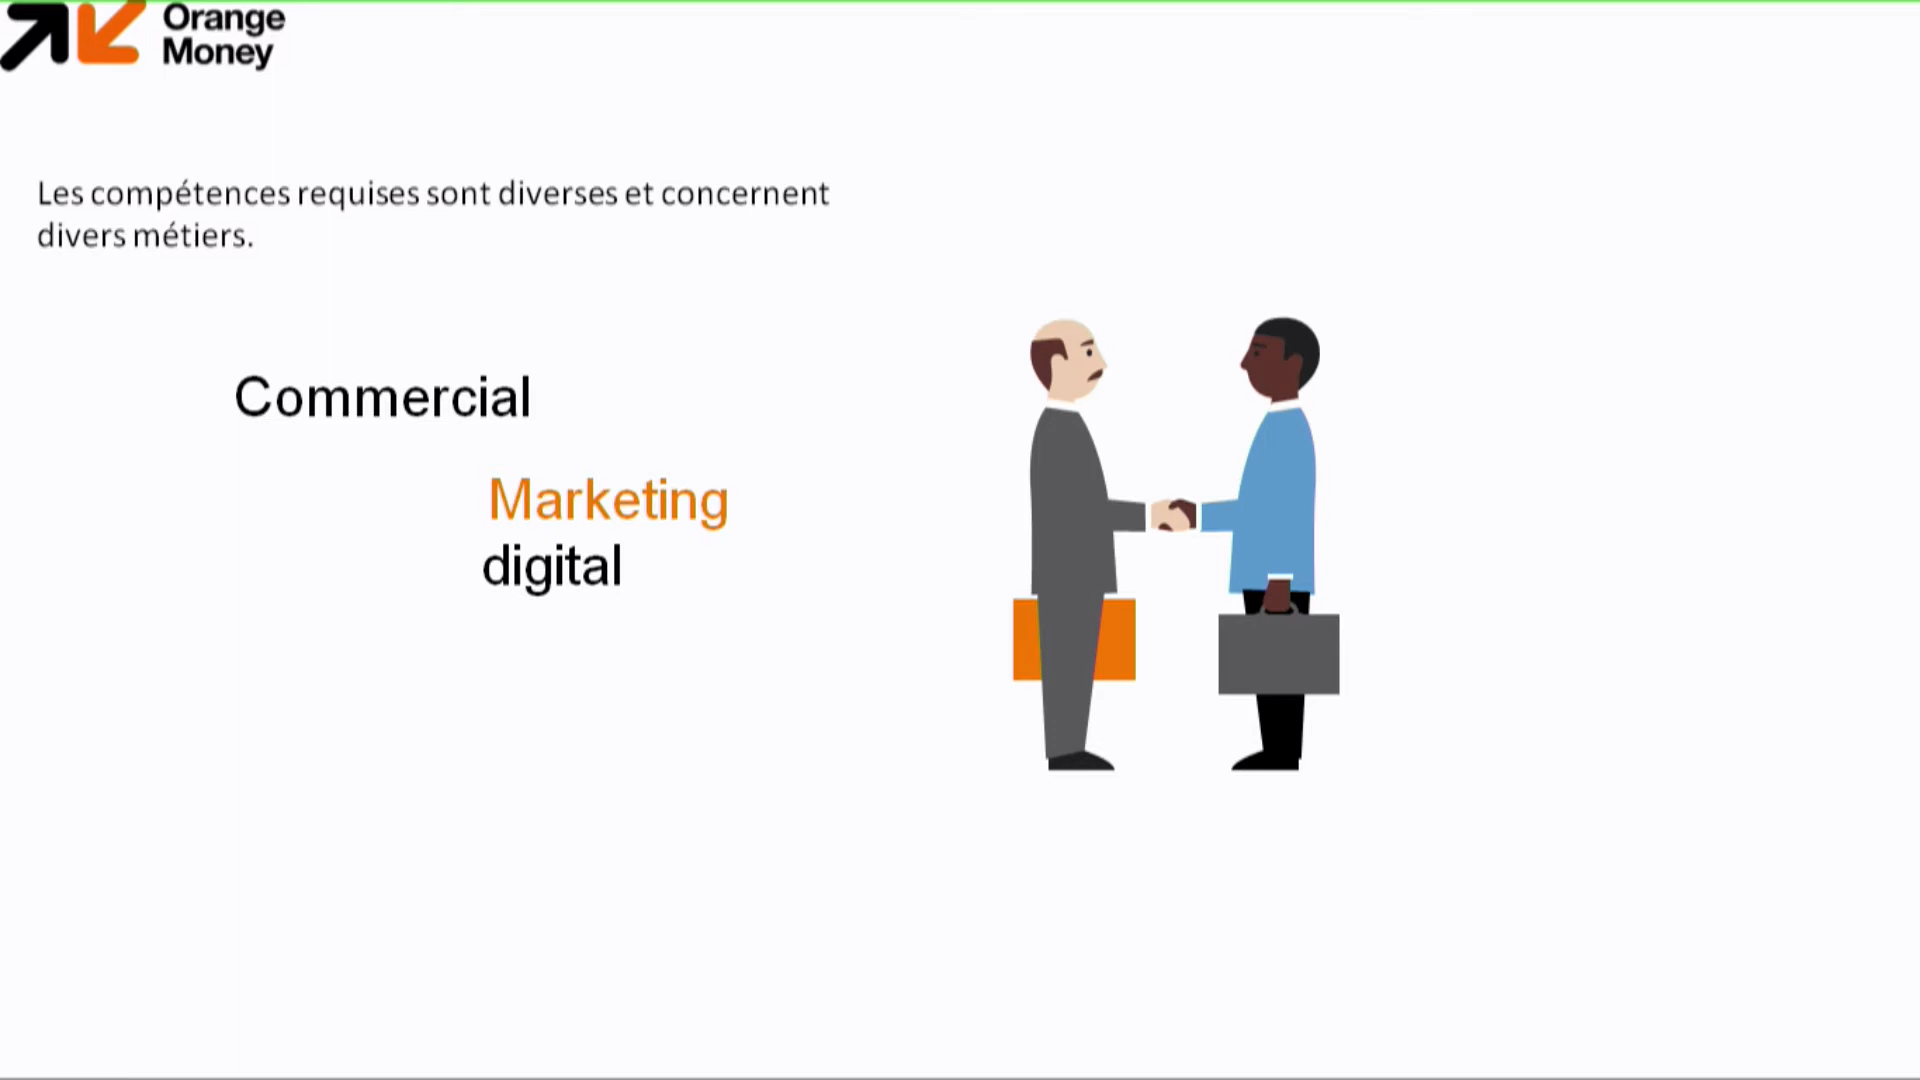 Orange
Money
Les compétences requises sont diverses et concernent
divers métiers.
Commercial
Marketing
digital